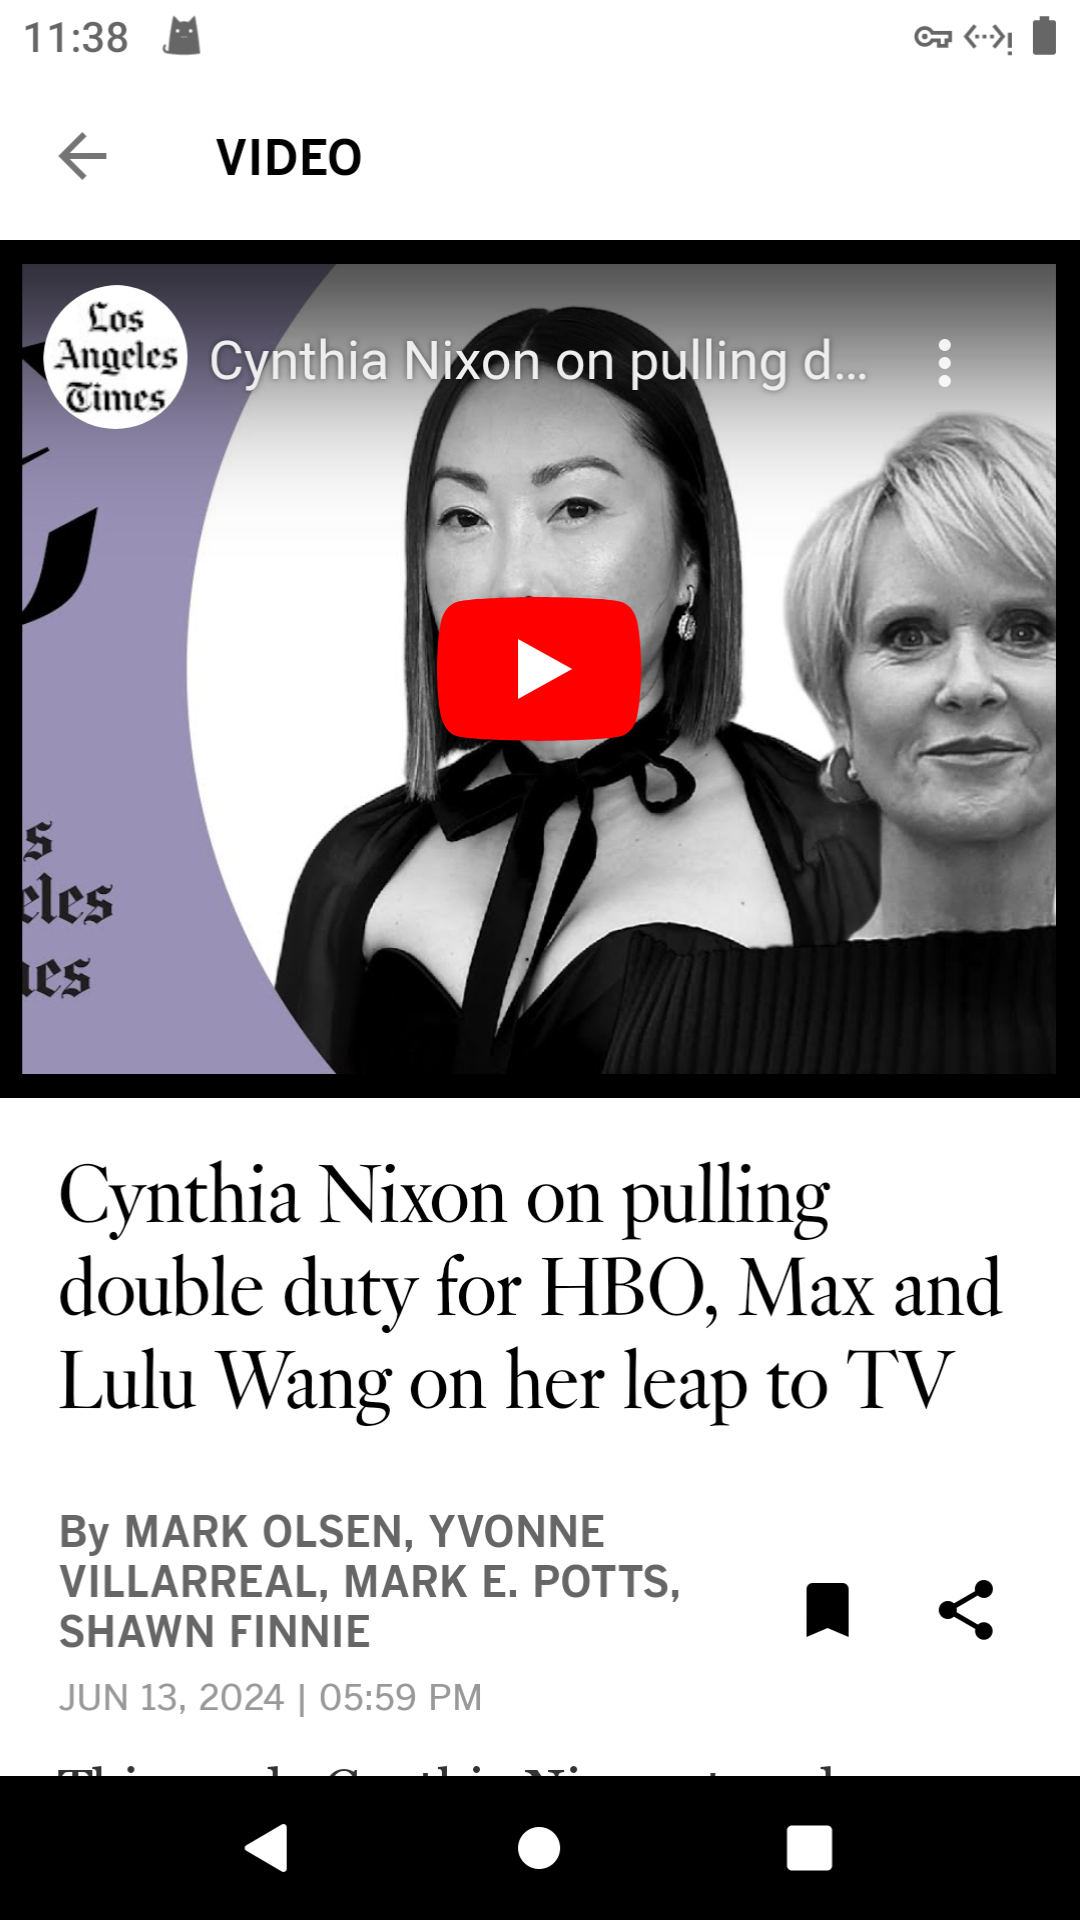 11:38
VIDEO
Los
Angeles
Times
Cynthia Nixon on pulling d...
s
eles
es
Cynthia Nixon on pulling
double duty for HBO, Max and
Lulu Wang on her leap to TV
By MARK OLSEN, YVONNE
VILLARREAL, MARK E. POTTS,
SHAWN FINNIE
JUN 13, 2024 | 05:59 PM